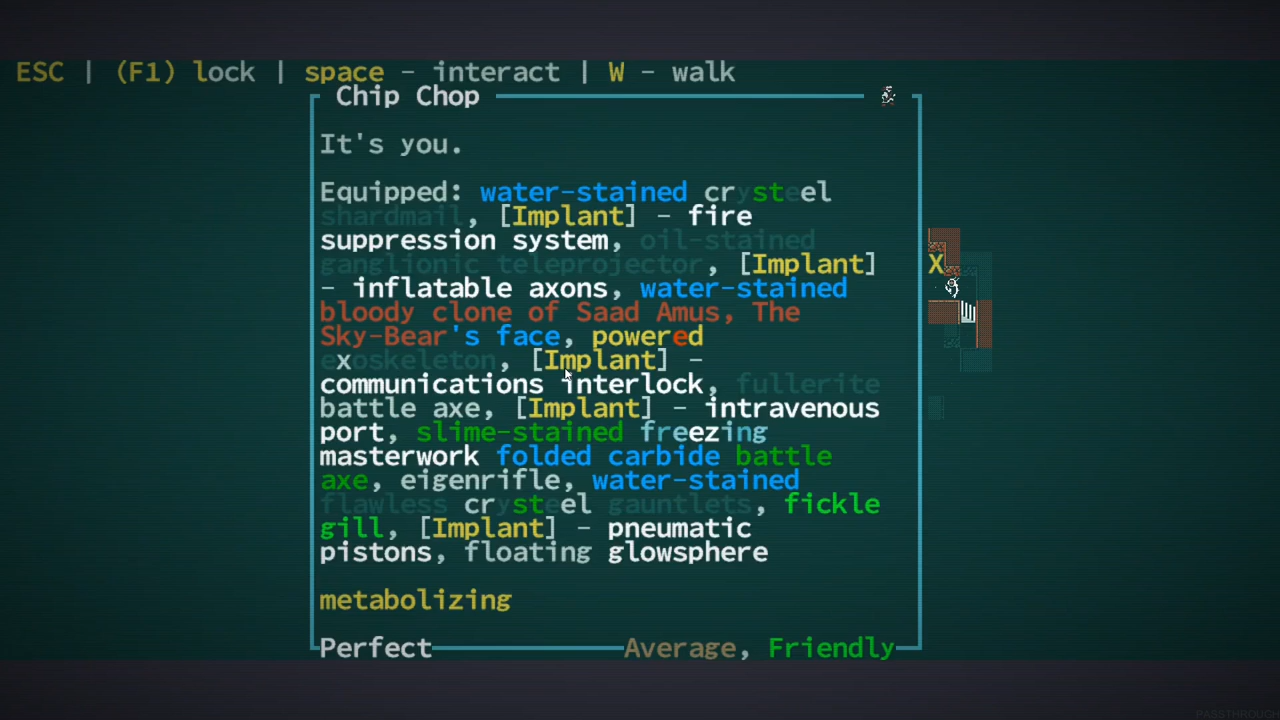 ESC | (F1) lock | space - interact | W - walk
Chip Chop
It's you.
Equipped: water-stained crysteel
shardmail, [Implant] - fire
suppression system, oil-stained
ganglionic teleprojector, [Implant]
- inflatable axons, water-stained
bloody clone of Saad Amus, The
Sky-Bear's face, powered
exoskeleton, [Implant] -
communications interlock, fullerite
battle axe, [Implant] - intravenous
port, slime-stained freezing
masterwork folded carbide battle
axe, eigenrifle, water-stained
flawless crysteel gauntlets, fickle
gill, [Implant] - pneumatic
pistons, floating glowsphere
metabolizing
Perfect Average, Friendly
X
PASSTHROUGH